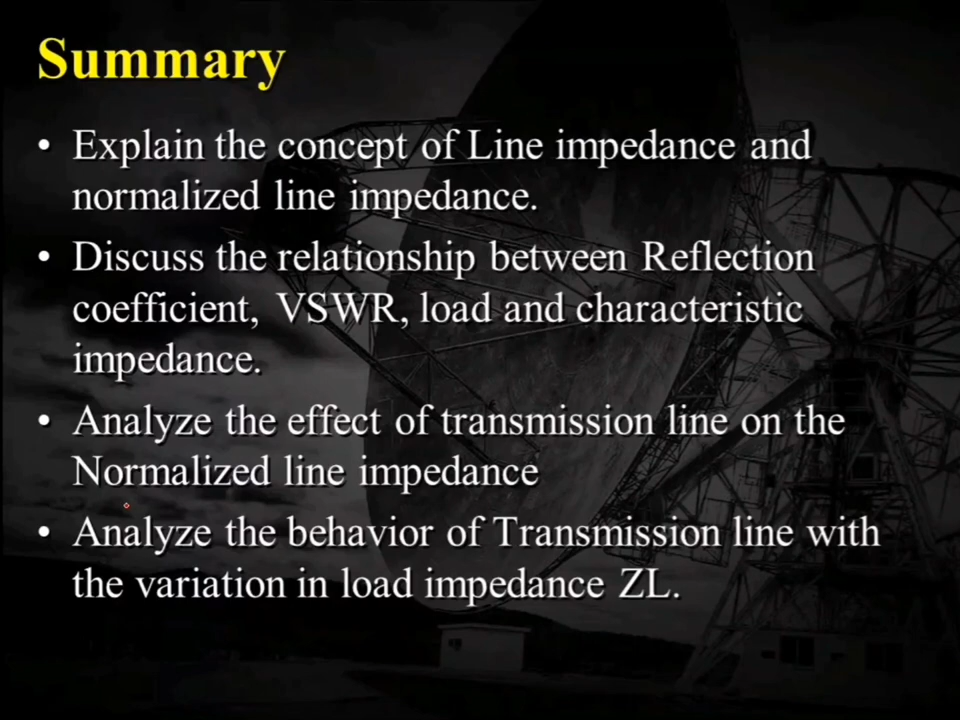 Summary
• Explain the concept of Line impedance and
normalized line impedance.
• Discuss the relationship between Reflection
coefficient, VSWR, load and characteristic
impedance.
• Analyze the effect of transmission line on the
Normalized line impedance
• Analyze the behavior of Transmission line with
the variation in load impedance ZL.